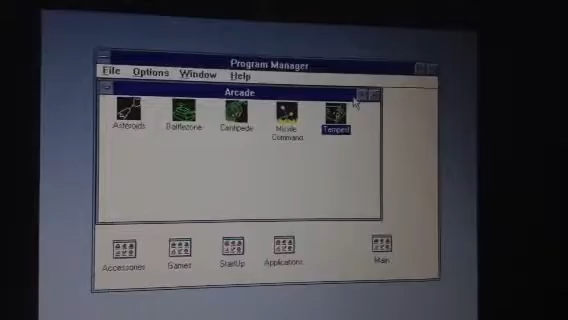 Program Manager
File Options Window Help
Arcade
Asteroids Battlezone Centipede Missile Command Tempest
Accessories Games StartUp Applications Main